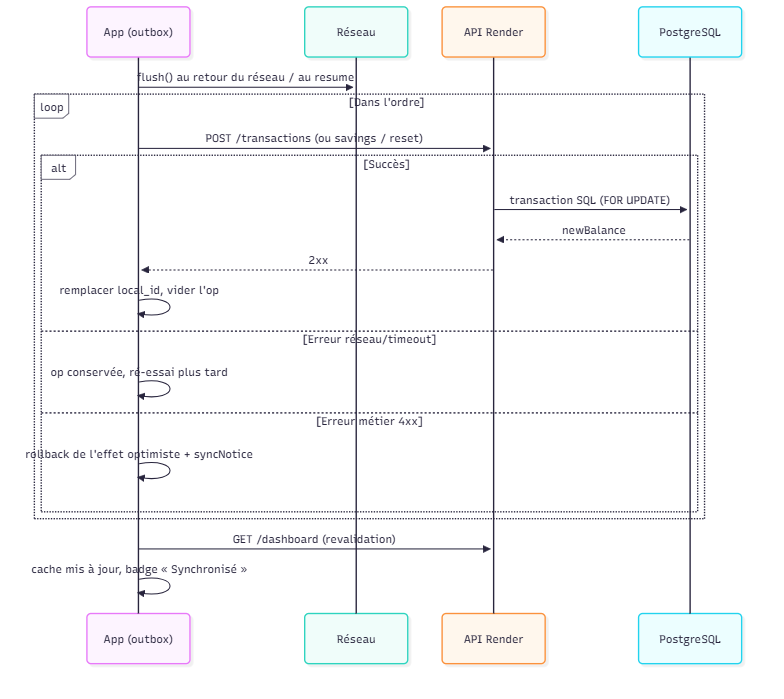 App (outbox)
Réseau
API Render
PostgreSQL
flush() au retour du réseau / au resume
loop
[Dans l'ordre]
POST /transactions (ou savings / reset)
alt
[Succès]
transaction SQL (FOR UPDATE)
newBalance
2xx
remplacer local_id, vider l'op
[Erreur réseau/timeout]
op conservée, ré-essai plus tard
[Erreur métier 4xx]
rollback de l'effet optimiste + syncNotice
GET /dashboard (revalidation)
cache mis à jour, badge « Synchronisé »
App (outbox)
Réseau
API Render
PostgreSQL